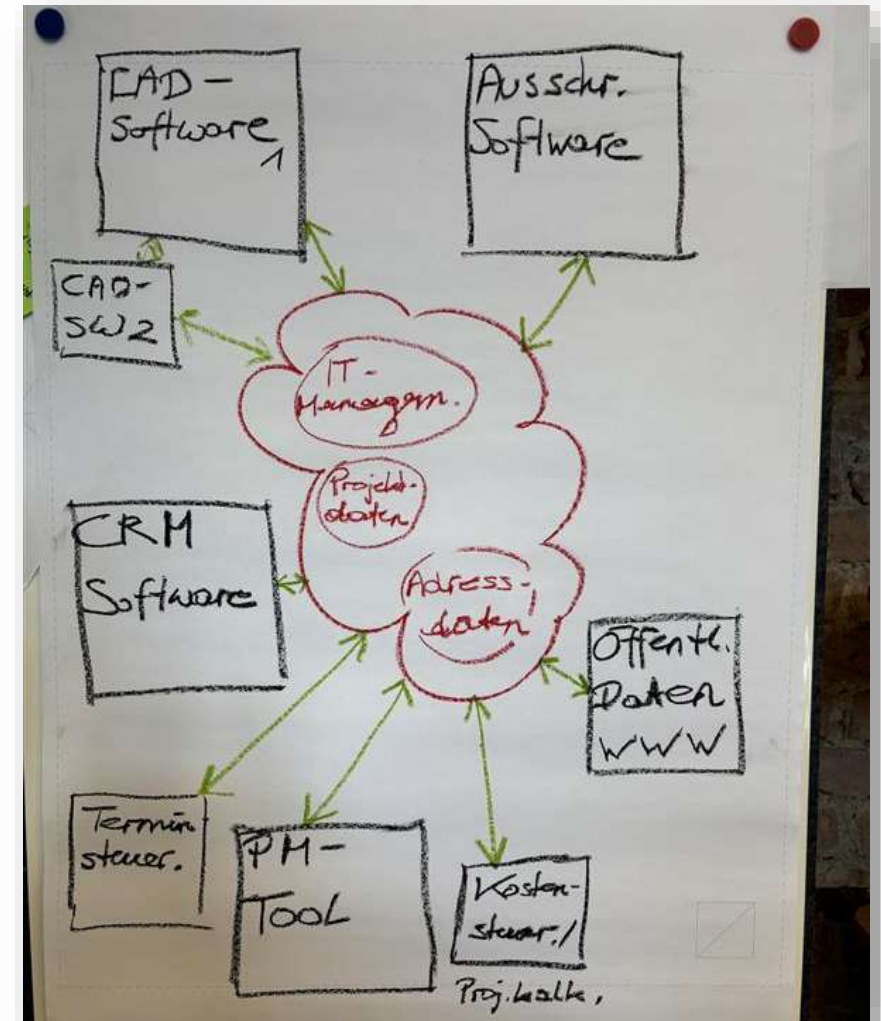 CAD-
Software
1
Ausschr.
Software
CAD-
SW2
IT-
Managem.
Projekt-
daten
CRM
Software
Adress-
daten
Öffentl.
Daten
WWW
Termin
steuer.
PM-
TOOL
Kosten-
steuer./
Proj.kalk.